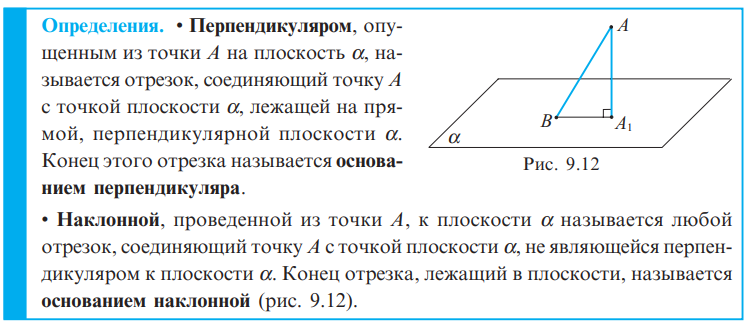 Определения. • Перпендикуляром, опу-
щенным из точки A на плоскость α, на-
зывается отрезок, соединяющий точку A
с точкой плоскости α, лежащей на пря-
мой, перпендикулярной плоскости α.
Конец этого отрезка называется основа-
нием перпендикуляра.
A
B
A₁
α
Рис. 9.12
• Наклонной, проведенной из точки A, к плоскости α называется любой
отрезок, соединяющий точку A с точкой плоскости α, не являющейся перпен-
дикуляром к плоскости α. Конец отрезка, лежащий в плоскости, называется
основанием наклонной (рис. 9.12).